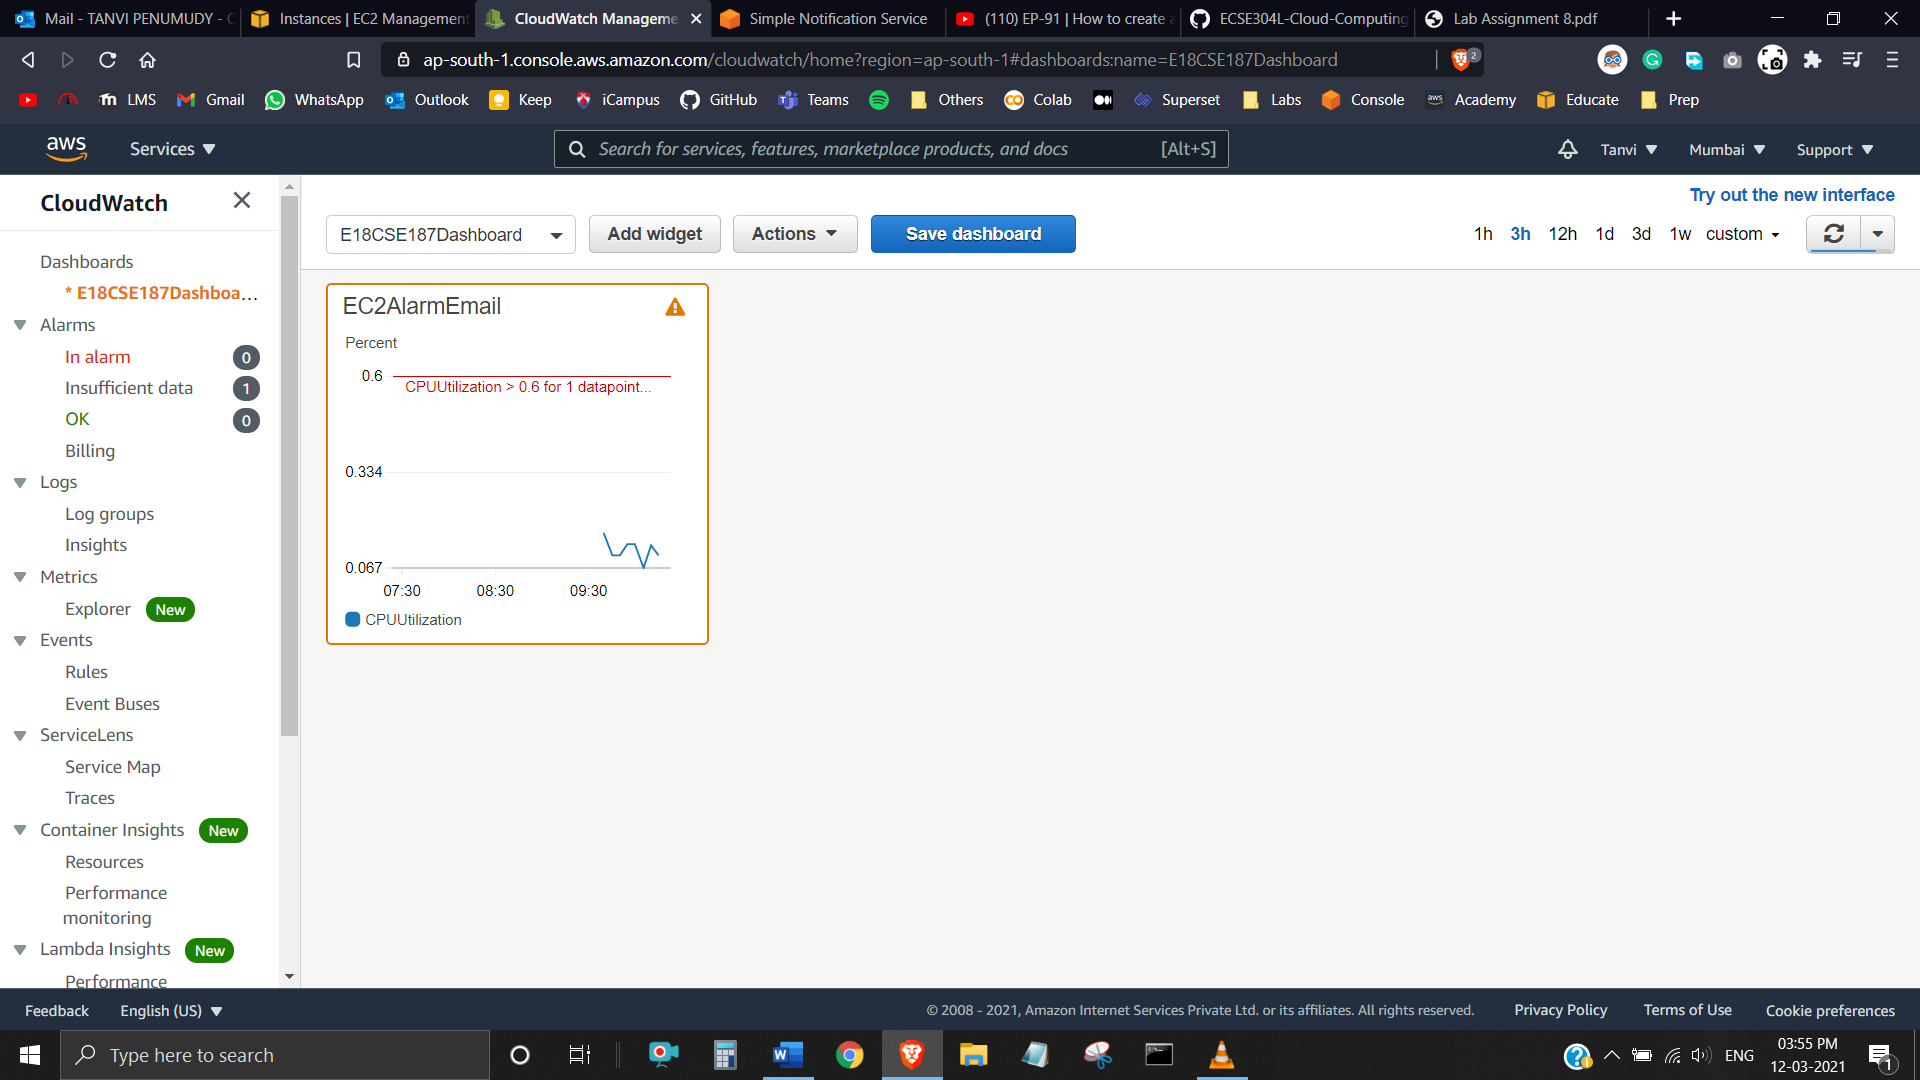 Mail - TANVI PENUMUDY - 
Instances | EC2 Management
CloudWatch Manageme
Simple Notification Service
(110) EP-91 | How to create
ECSE304L-Cloud-Computing
Lab Assignment 8.pdf
ap-south-1.console.aws.amazon.com/cloudwatch/home?region=ap-south-1#dashboards:name=E18CSE187Dashboard
2
LMS
Gmail
WhatsApp
Outlook
Keep
iCampus
GitHub
Teams
Others
Colab
Superset
Labs
Console
aws
Academy
Educate
Prep
aws
Services
Search for services, features, marketplace products, and docs
[Alt+S]
Tanvi
Mumbai
Support
CloudWatch
Try out the new interface
E18CSE187Dashboard
Add widget
Actions
Save dashboard
1h 3h 12h 1d 3d 1w custom
Dashboards
* E18CSE187Dashboa...
Alarms
In alarm 0
Insufficient data 1
OK 0
Billing
Logs
Log groups
Insights
Metrics
Explorer New
Events
Rules
Event Buses
ServiceLens
Service Map
Traces
Container Insights New
Resources
Performance
monitoring
Lambda Insights New
Performance
EC2AlarmEmail
Percent
0.6
CPUUtilization > 0.6 for 1 datapoint...
0.334
0.067
07:30
08:30
09:30
CPUUtilization
Feedback
English (US)
© 2008 - 2021, Amazon Internet Services Private Ltd. or its affiliates. All rights reserved.
Privacy Policy
Terms of Use
Cookie preferences
Type here to search
ENG
03:55 PM
12-03-2021
1